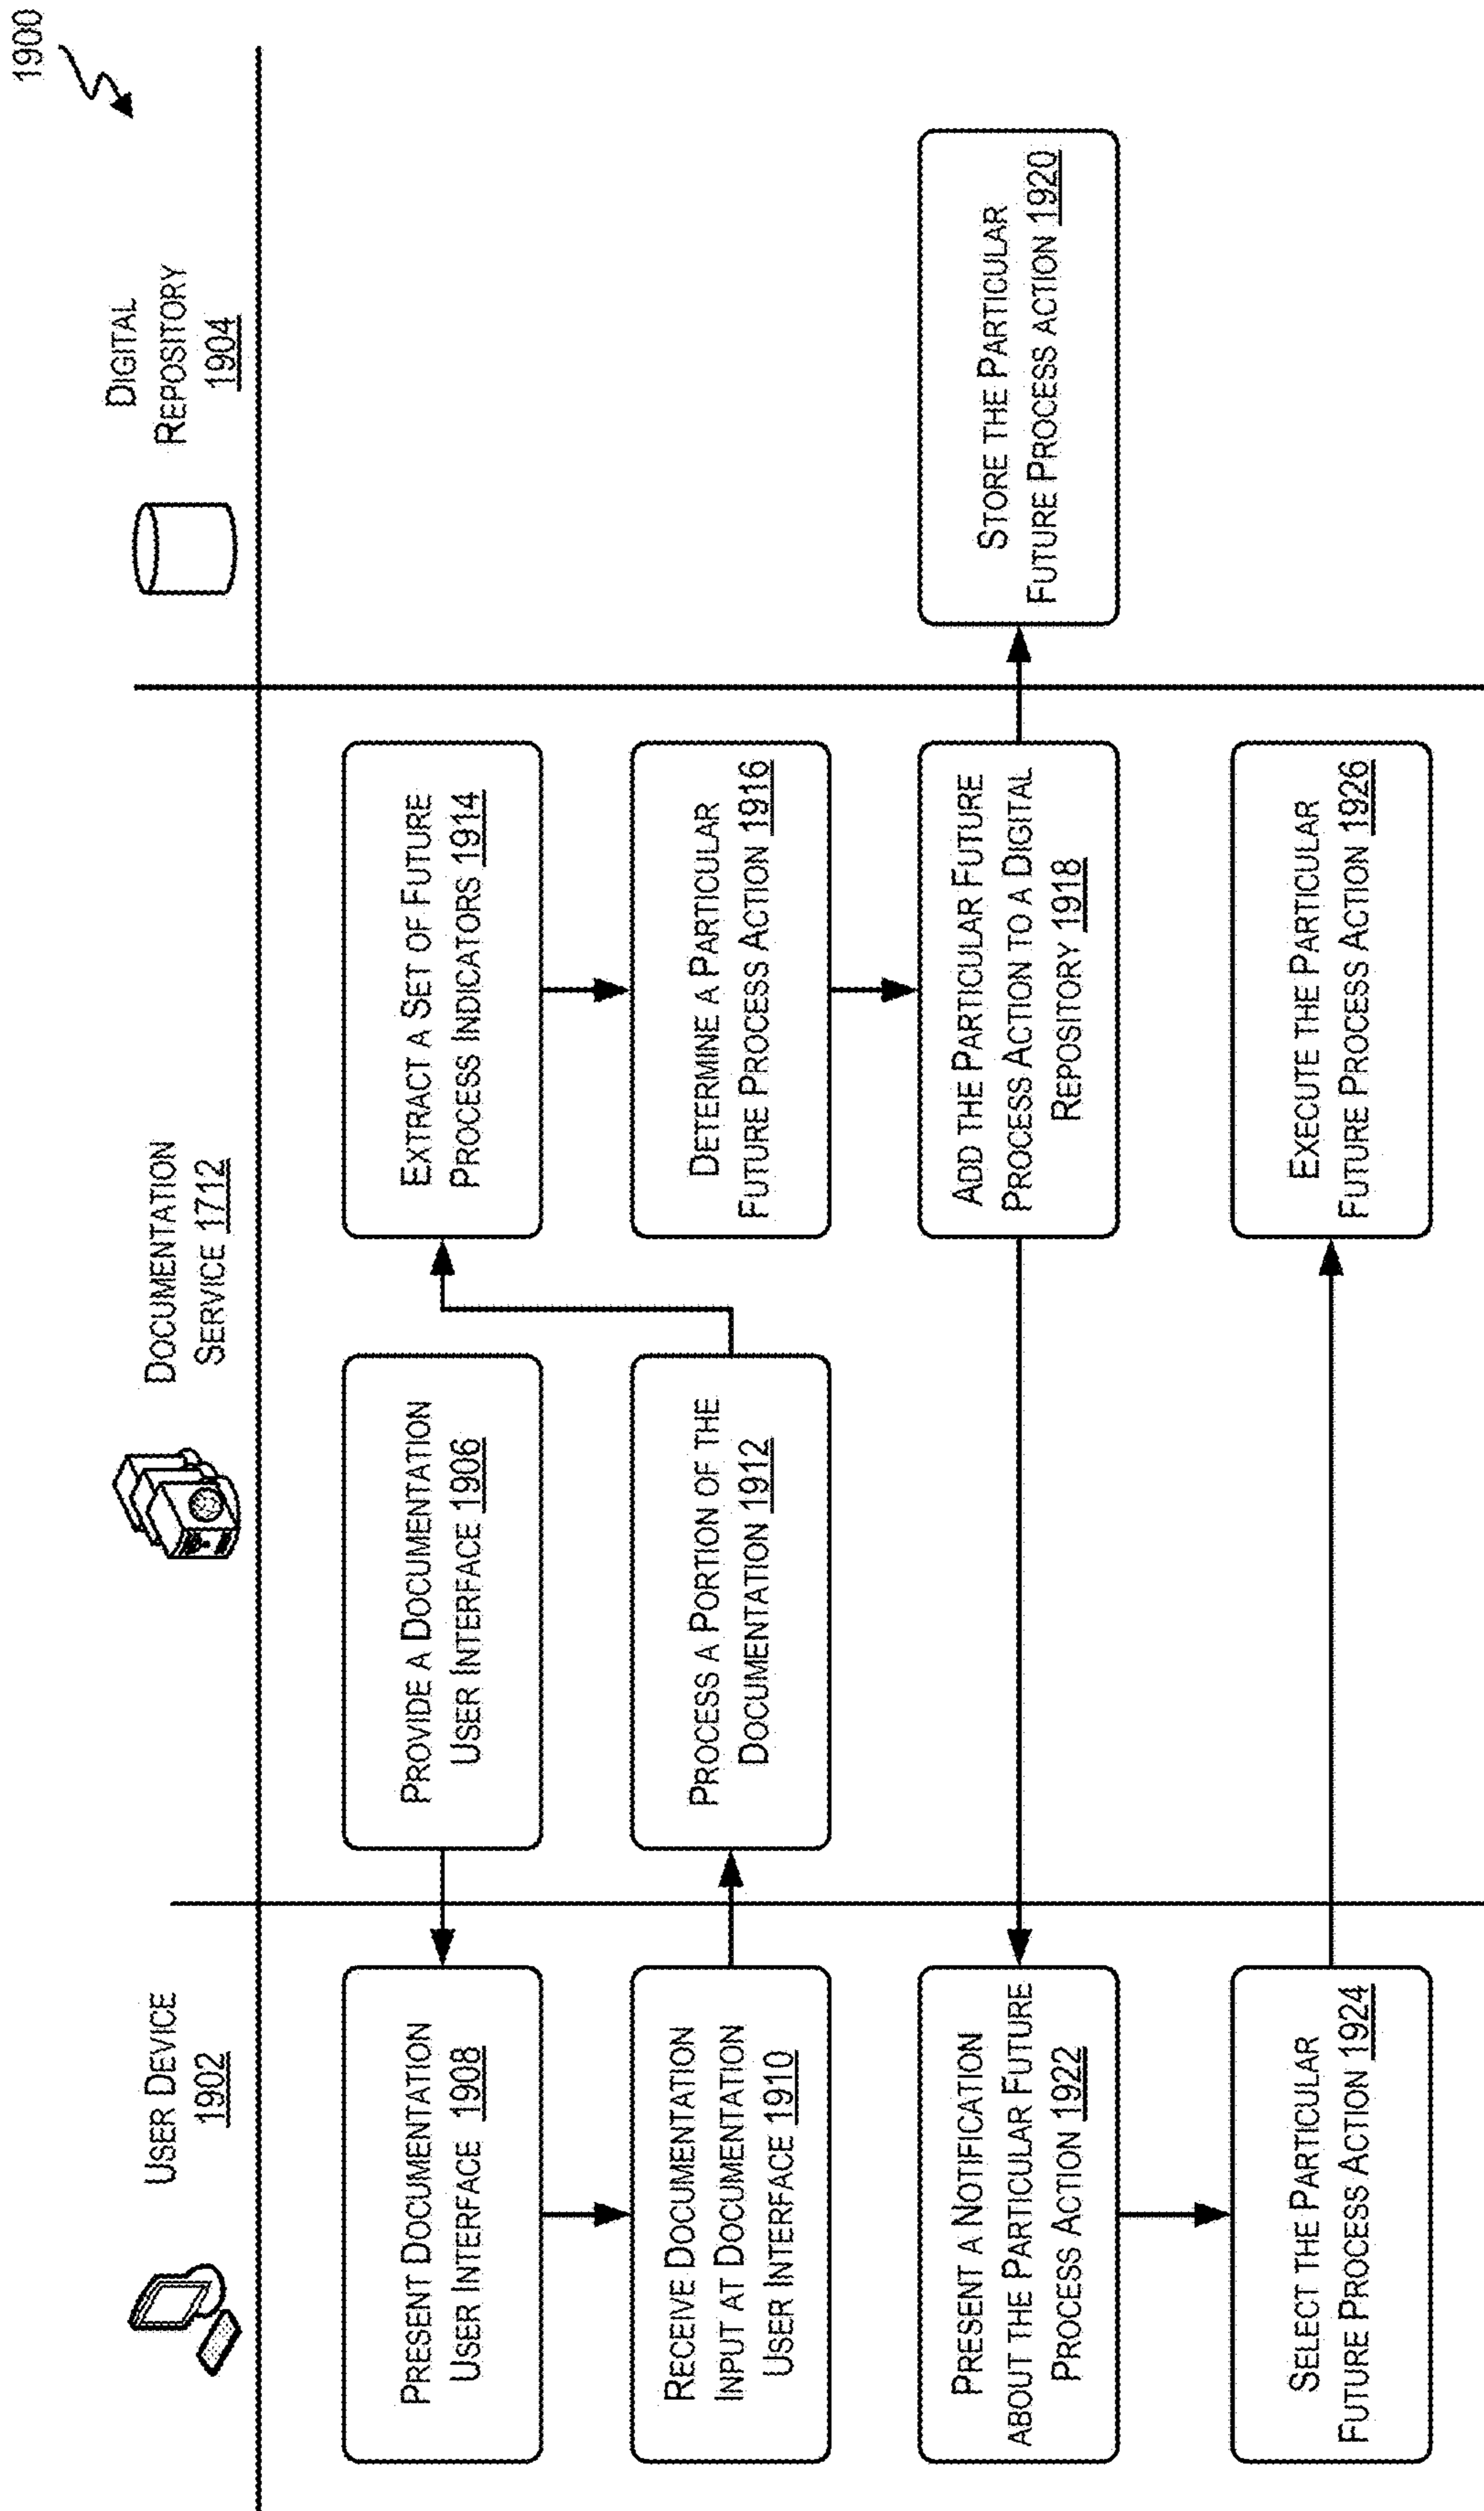 1900
USER DEVICE
1902
DOCUMENTATION
SERVICE 1712
DIGITAL
REPOSITORY
1904
PRESENT DOCUMENTATION
USER INTERFACE 1908
PROVIDE A DOCUMENTATION
USER INTERFACE 1906
EXTRACT A SET OF FUTURE
PROCESS INDICATORS 1914
RECEIVE DOCUMENTATION
INPUT AT DOCUMENTATION
USER INTERFACE 1910
PROCESS A PORTION OF THE
DOCUMENTATION 1912
DETERMINE A PARTICULAR
FUTURE PROCESS ACTION 1916
PRESENT A NOTIFICATION
ABOUT THE PARTICULAR FUTURE
PROCESS ACTION 1922
ADD THE PARTICULAR FUTURE
PROCESS ACTION TO A DIGITAL
REPOSITORY 1918
STORE THE PARTICULAR
FUTURE PROCESS ACTION 1920
SELECT THE PARTICULAR
FUTURE PROCESS ACTION 1924
EXECUTE THE PARTICULAR
FUTURE PROCESS ACTION 1926